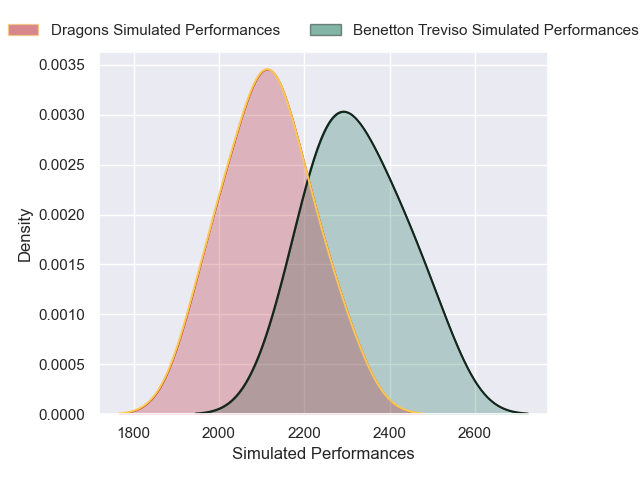 Dragons Simulated Performances
Benetton Treviso Simulated Performances
0.0035
0.0030
0.0025
0.0020
0.0015
0.0010
0.0005
0.0000
Density
1800 2000 2200 2400 2600
Simulated Performances